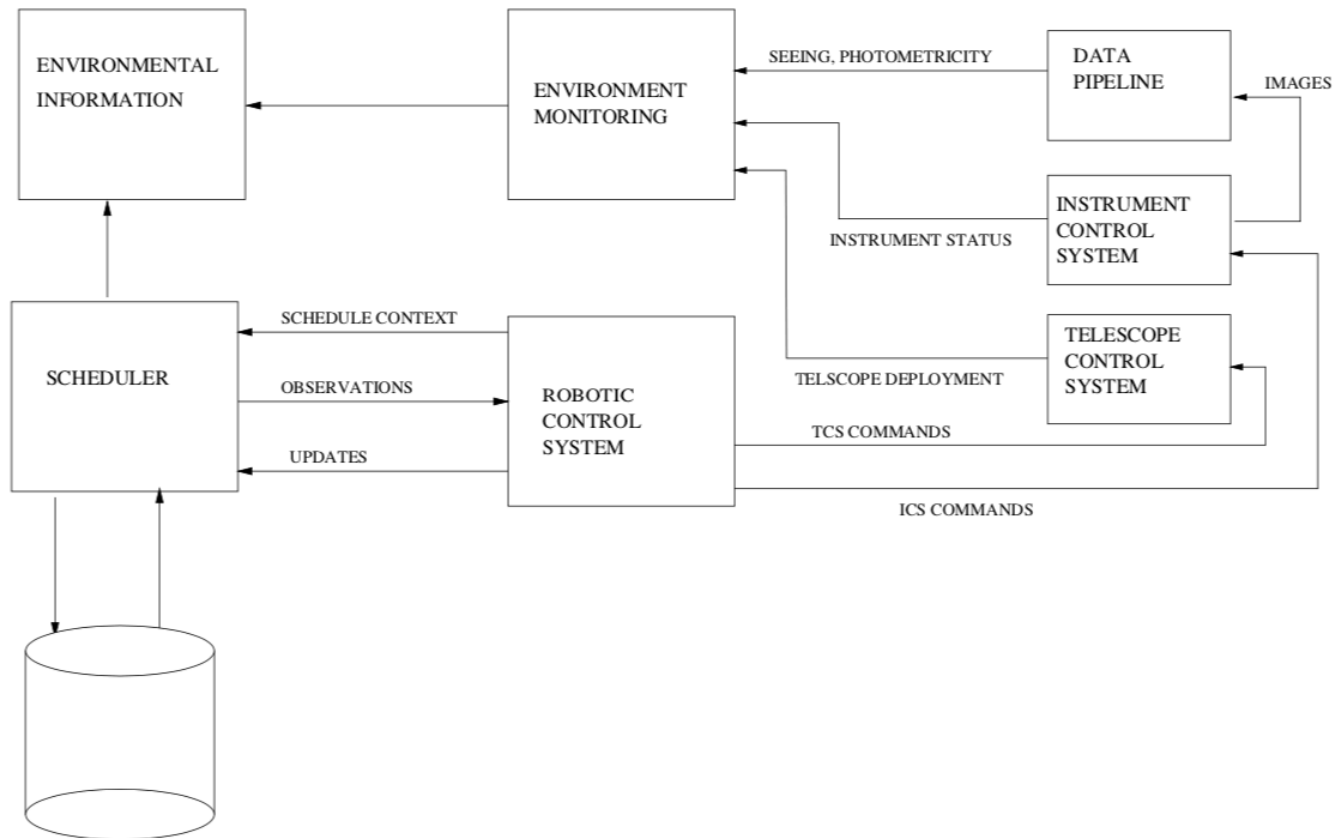 ENVIRONMENTAL
INFORMATION
ENVIRONMENT
MONITORING
SEEING, PHOTOMETRICITY
DATA
PIPELINE
IMAGES
INSTRUMENT
CONTROL
SYSTEM
INSTRUMENT STATUS
SCHEDULER
SCHEDULE CONTEXT
OBSERVATIONS
UPDATES
ROBOTIC
CONTROL
SYSTEM
TELESCOPE
CONTROL
SYSTEM
TELSCOPE DEPLOYMENT
TCS COMMANDS
ICS COMMANDS